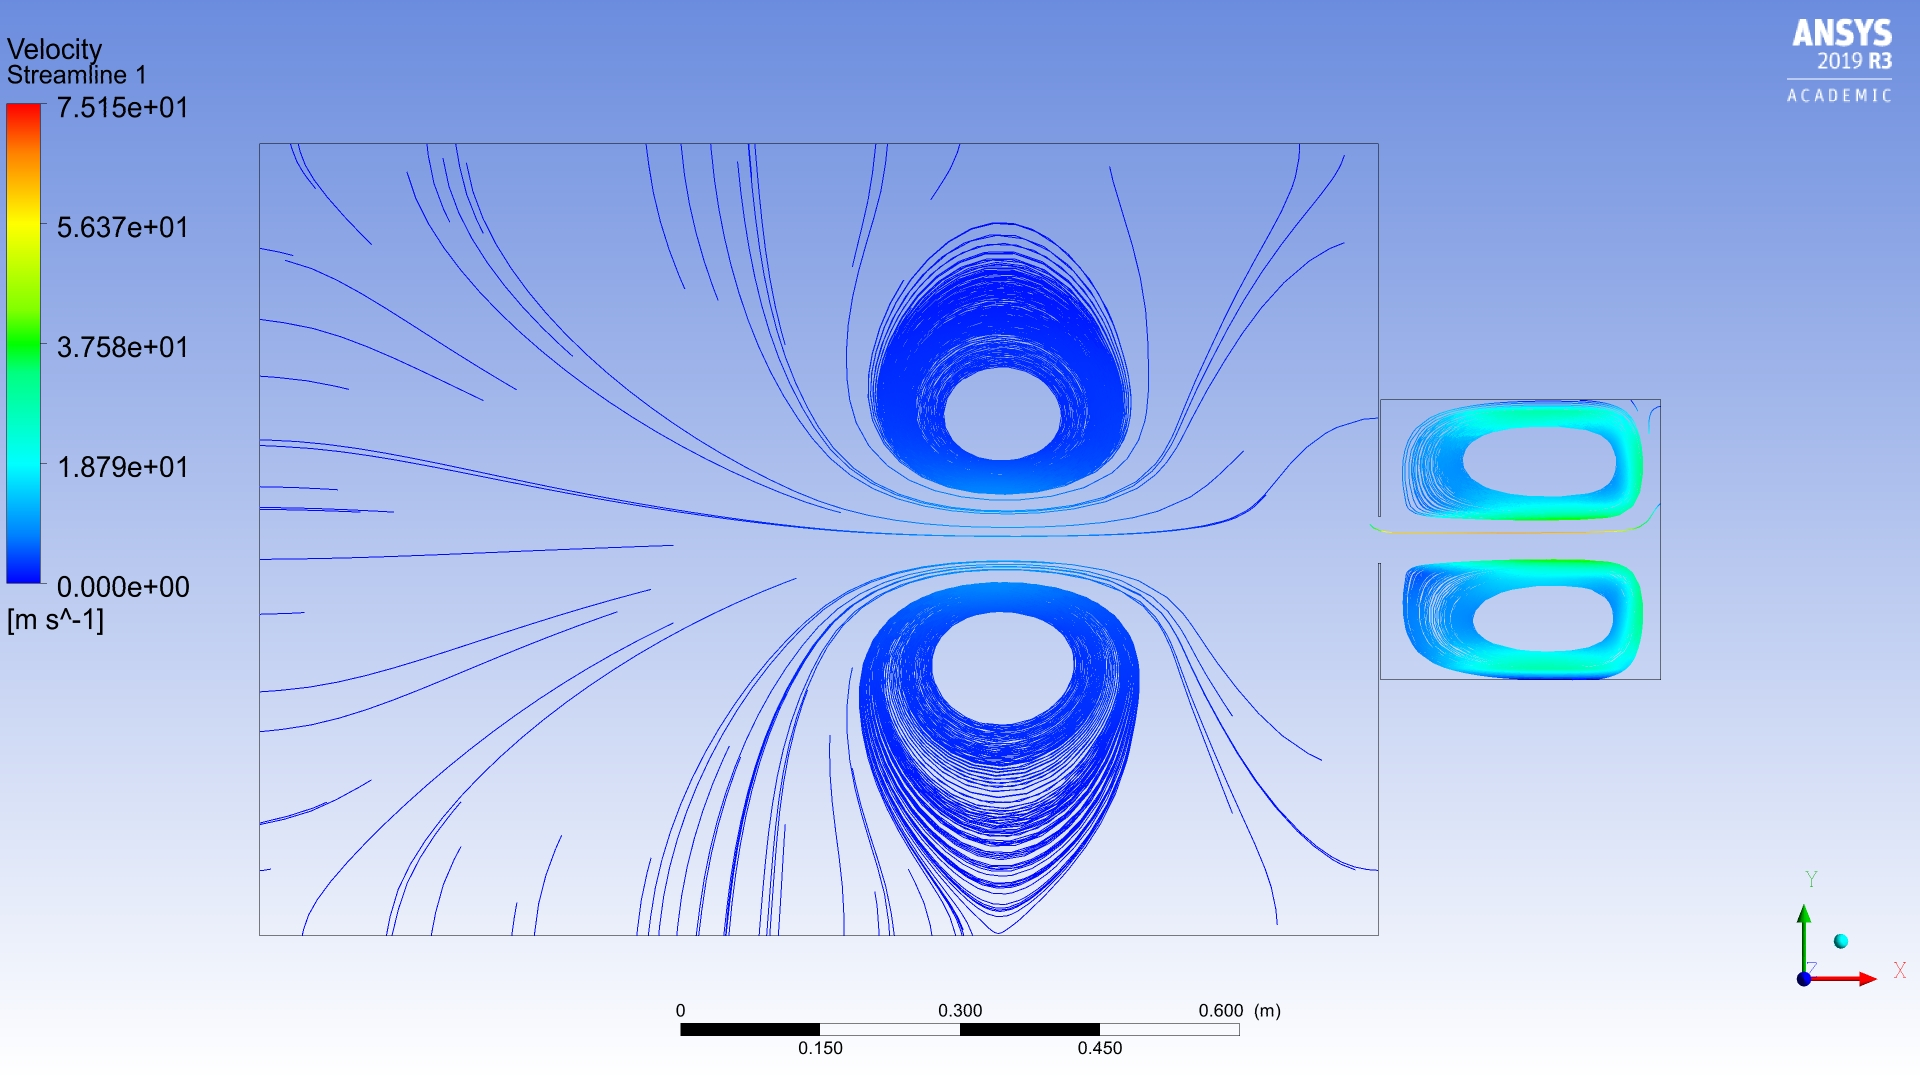 Velocity
Streamline 1
7.515e+01
5.637e+01
3.758e+01
1.879e+01
0.000e+00
[m s^-1]
ANSYS
2019 R3
ACADEMIC
0 0.300 0.600 (m)
0.150 0.450
Y
Z X